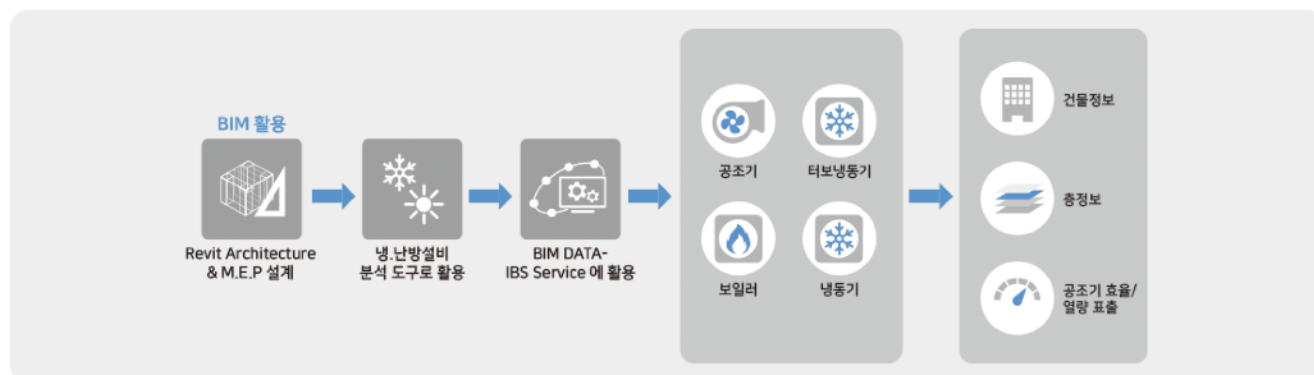 BIM 활용
Revit Architecture
& M.E.P 설계
냉.난방설비
분석 도구로 활용
BIM DATA-
IBS Service 에 활용
공조기
터보냉동기
보일러
냉동기
건물정보
층정보
공조기 효율/
열량 표출